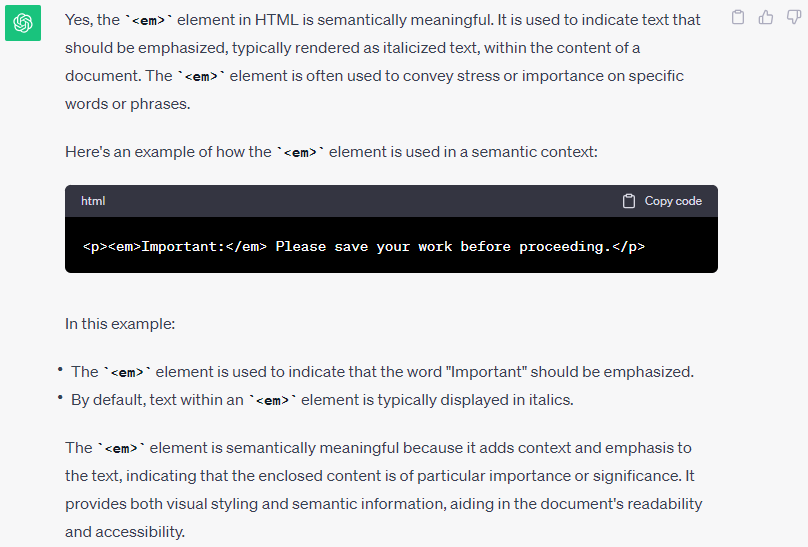 Yes, the `<em>` element in HTML is semantically meaningful. It is used to indicate text that
should be emphasized, typically rendered as italicized text, within the content of a
document. The `<em>` element is often used to convey stress or importance on specific
words or phrases.
Here's an example of how the `<em>` element is used in a semantic context:
html
Copy code
<p><em>Important:</em> Please save your work before proceeding.</p>
In this example:
• The `<em>` element is used to indicate that the word "Important" should be emphasized.
• By default, text within an `<em>` element is typically displayed in italics.
The `<em>` element is semantically meaningful because it adds context and emphasis to
the text, indicating that the enclosed content is of particular importance or significance. It
provides both visual styling and semantic information, aiding in the document's readability
and accessibility.